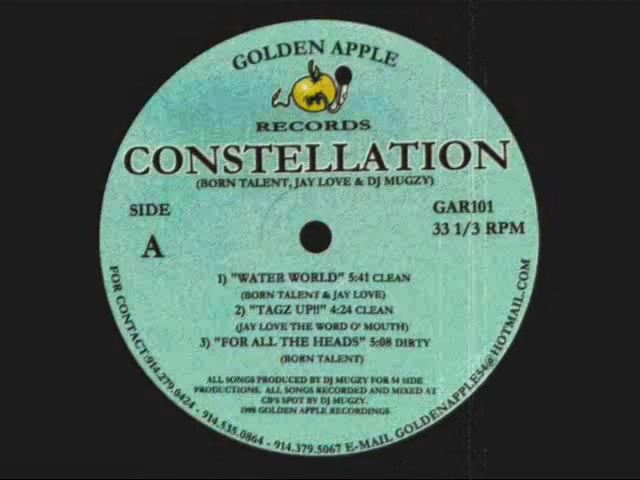 GOLDEN APPLE
RECORDS
CONSTELLATION
(BORN TALENT, JAY LOVE & DJ MUGZY)
SIDE
A
GAR101
33 1/3 RPM
1) "WATER WORLD" 5:41 CLEAN
(BORN TALENT & JAY LOVE)
2) "TAGZ UP!!" 4:24 CLEAN
(JAY LOVE THE WORD O' MOUTH)
3) "FOR ALL THE HEADS" 5:08 DIRTY
(BORN TALENT)
ALL SONGS PRODUCED BY DJ MUGZY FOR 54 SIDE
PRODUCTIONS. ALL SONGS RECORDED AND MIXED AT
CB'S SPOT BY DJ MUGZY.
1998 GOLDEN APPLE RECORDINGS
FOR CONTACT:914.279.0424 - 914.535.0864 - 914.379.5067 E-MAIL GOLDENAPPLE54@HOTMAIL.COM